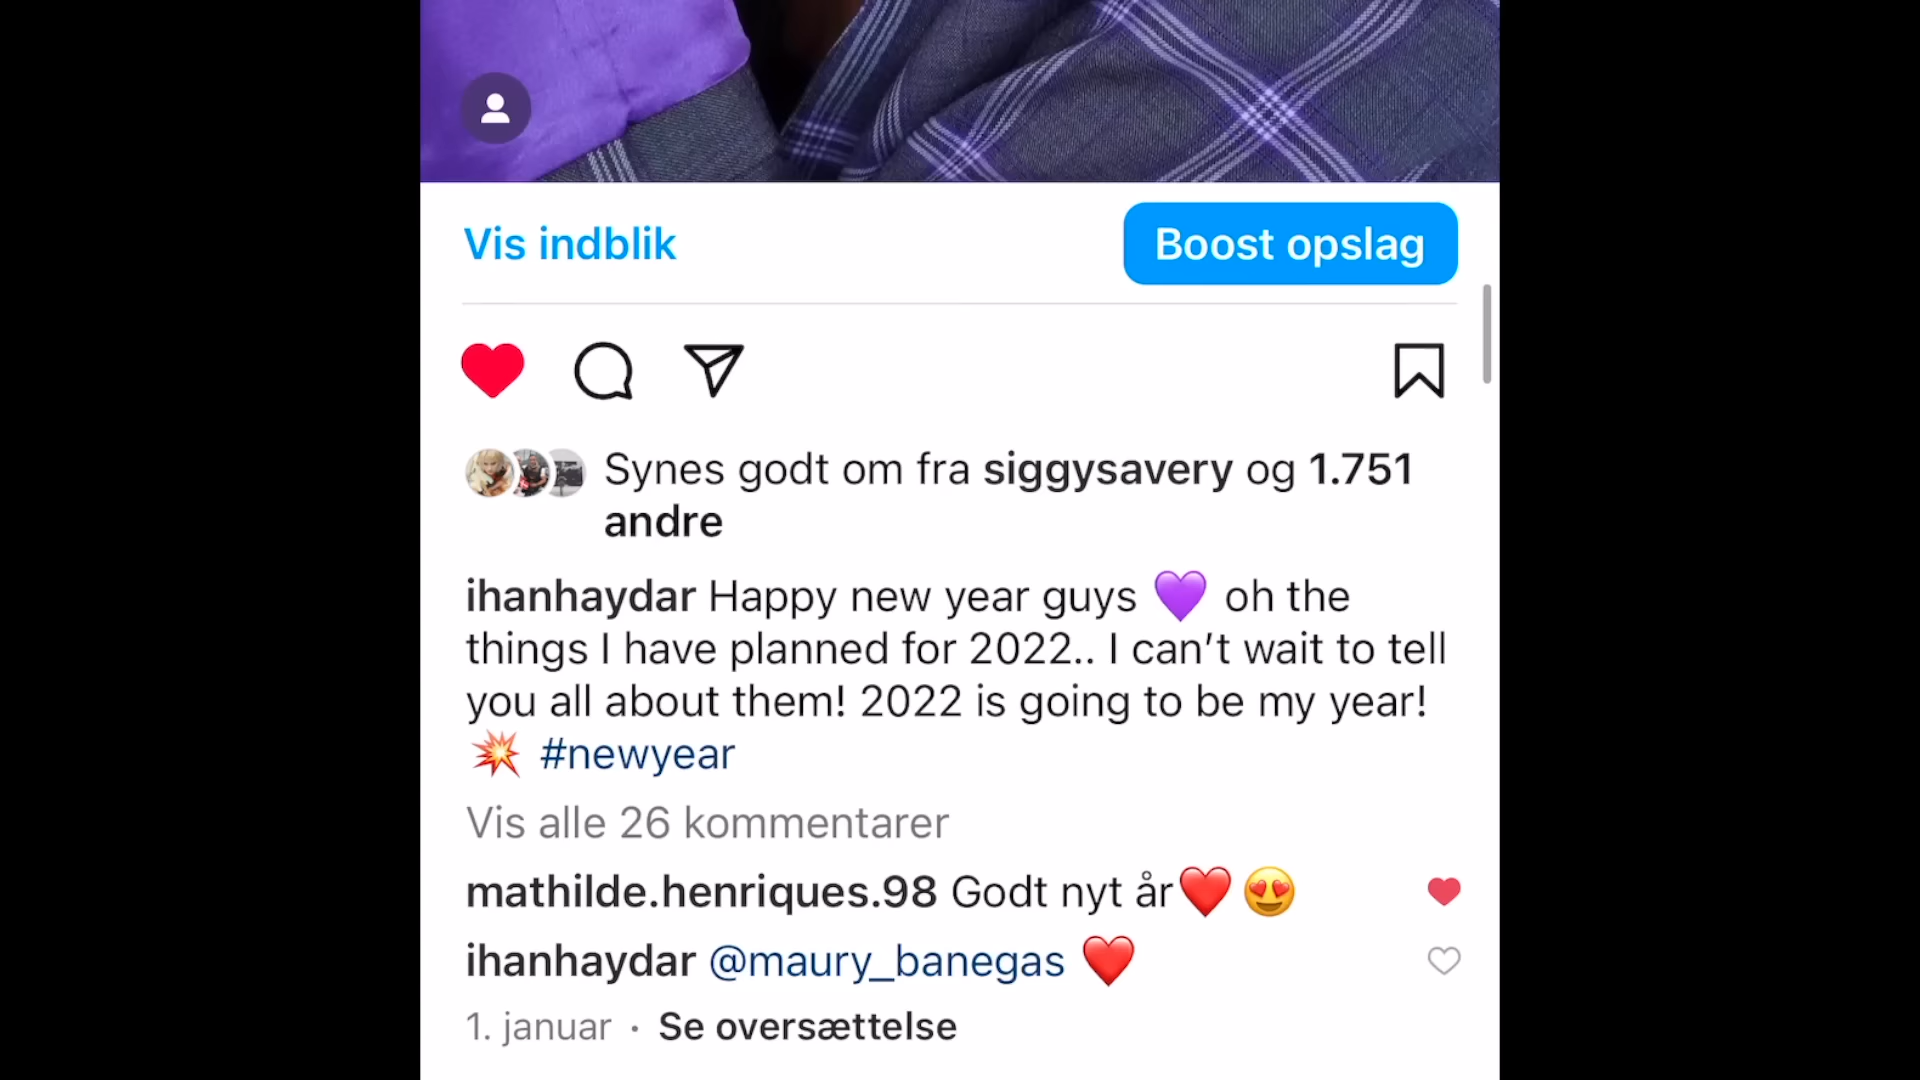 Vis indblik
Boost opslag
Synes godt om fra siggysavery og 1.751
andre
ihanhaydar Happy new year guys 💜 oh the
things I have planned for 2022.. I can't wait to tell
you all about them! 2022 is going to be my year!
💥 #newyear
Vis alle 26 kommentarer
mathilde.henriques.98 Godt nyt år❤️😍
ihanhaydar @maury_banegas ❤️
1. januar · Se oversættelse